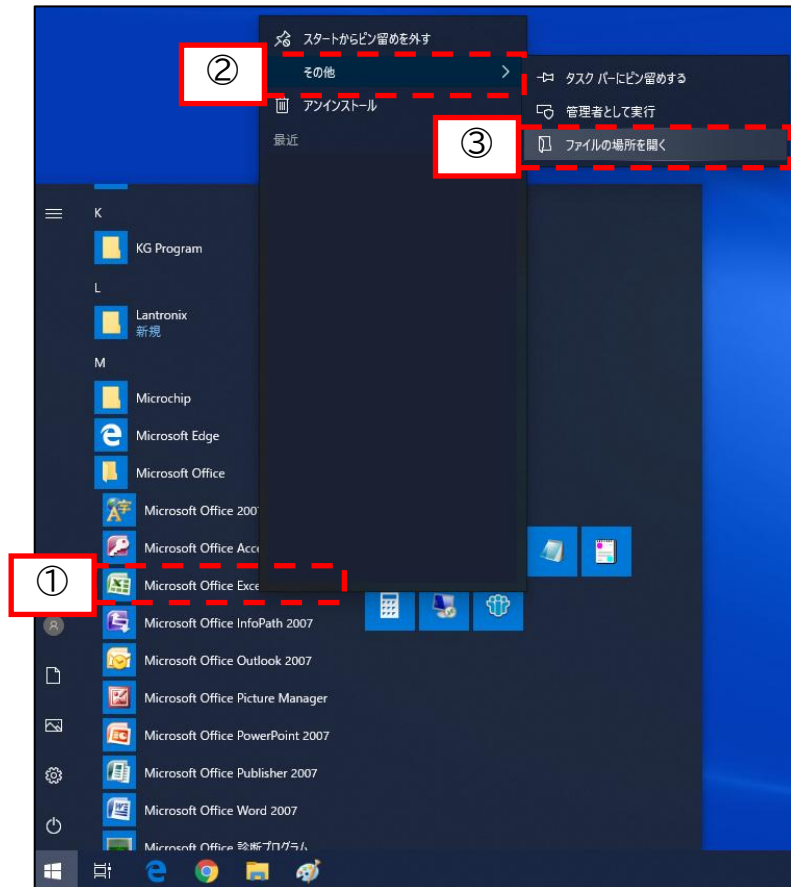 スタートからピン留めを外す
②
その他
アンインストール
最近
タスク バーにピン留めする
管理者として実行
③
ファイルの場所を開く
K
KG Program
L
Lantronix
新規
M
Microchip
Microsoft Edge
Microsoft Office
Microsoft Office 200
Microsoft Office Acc
①
Microsoft Office Exce
Microsoft Office InfoPath 2007
Microsoft Office Outlook 2007
Microsoft Office Picture Manager
Microsoft Office PowerPoint 2007
Microsoft Office Publisher 2007
Microsoft Office Word 2007
Microsoft Office 診断プログラム